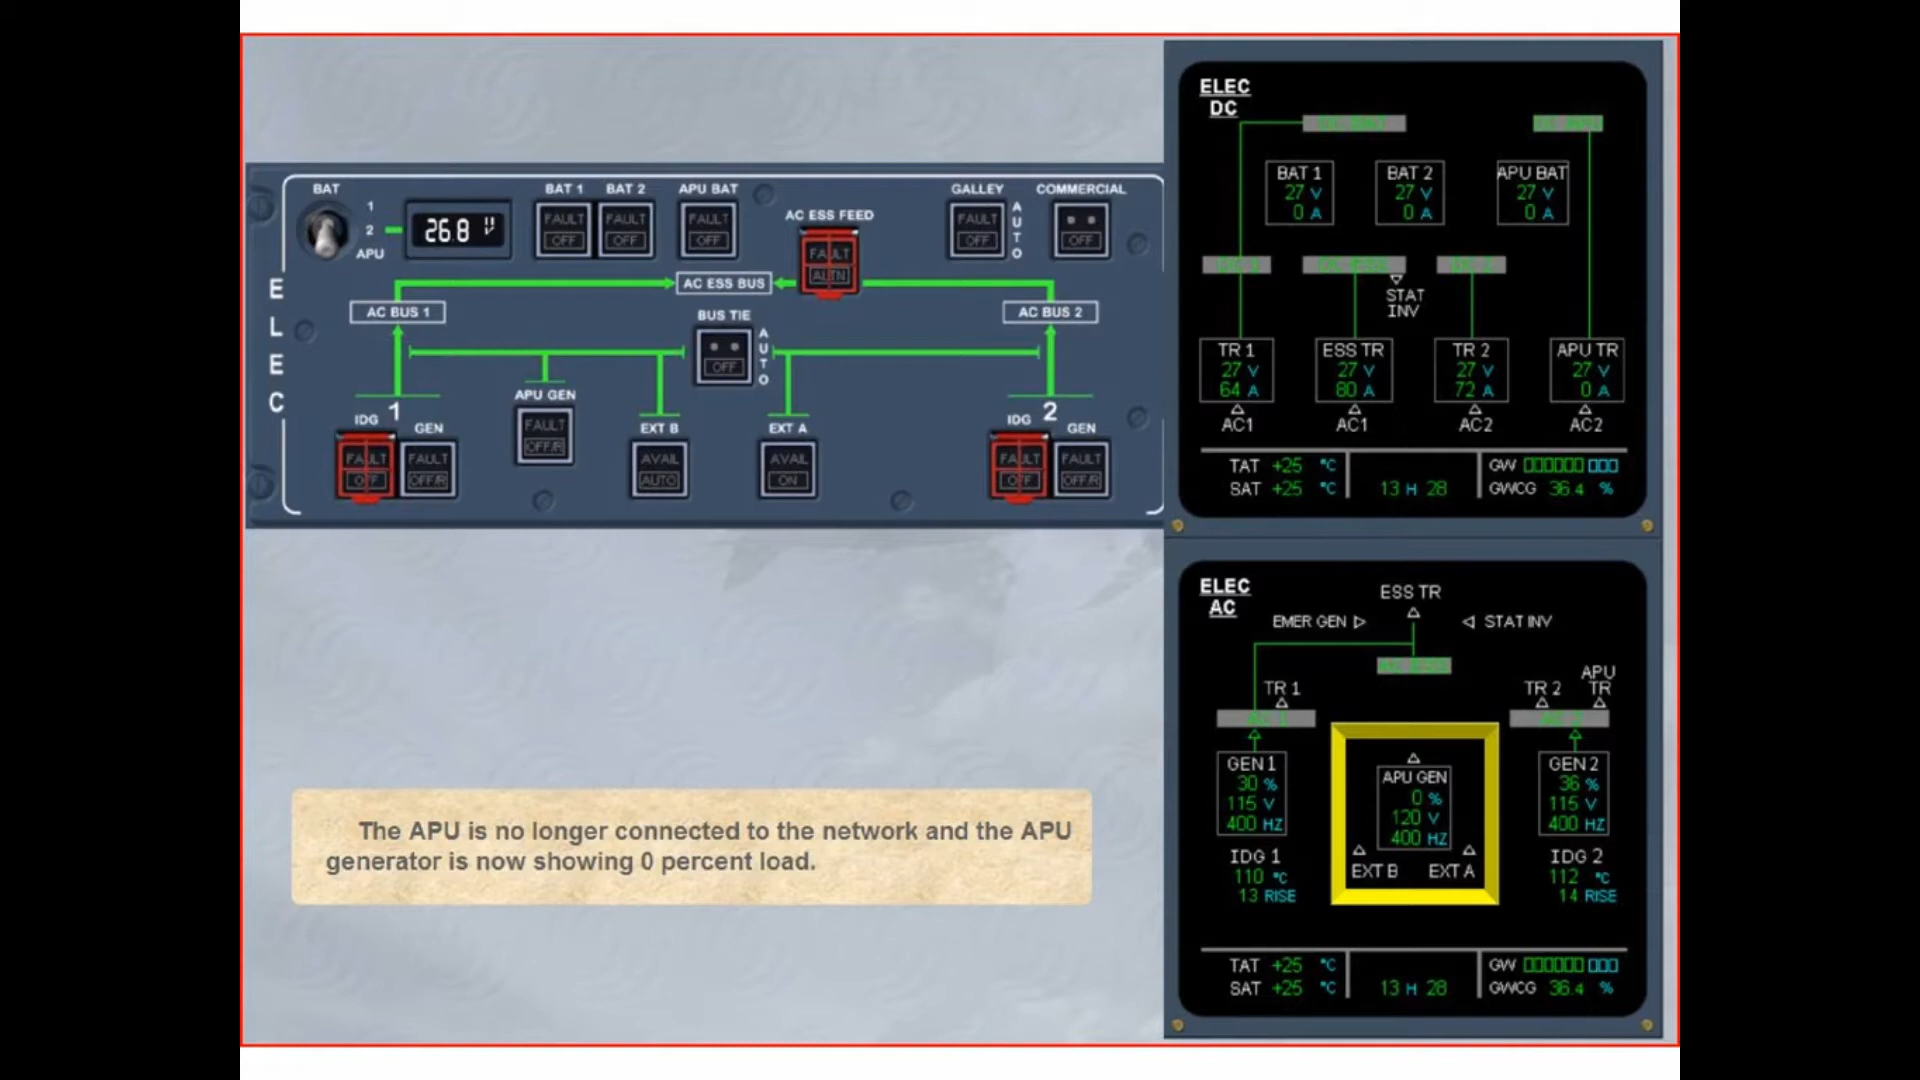 BAT
1
2
APU
26.8 V
BAT 1
FAULT
OFF
BAT 2
FAULT
OFF
APU BAT
FAULT
OFF
AC ESS FEED
FAULT
ALTN
GALLEY
FAULT
OFF
AUTO
COMMERCIAL
OFF
ELEC
AC ESS BUS
AC BUS 1
AC BUS 2
BUS TIE
OFF
AUTO
APU GEN
FAULT
OFF/R
IDG
1
GEN
FAULT
OFF
FAULT
OFF/R
EXT B
AVAIL
AUTO
EXT A
AVAIL
ON
IDG
2
GEN
FAULT
OFF
FAULT
OFF/R
The APU is no longer connected to the network and the APU
generator is now showing 0 percent load.
ELEC
DC
BAT 1
27 V
0 A
BAT 2
27 V
0 A
APU BAT
27 V
0 A
STAT
INV
TR 1
27 V
64 A
AC1
ESS TR
27 V
80 A
AC1
TR 2
27 V
72 A
AC2
APU TR
27 V
0 A
AC2
TAT +25 °C
SAT +25 °C
13 H 28
GW
GWCG 36.4 %
ELEC
AC
ESS TR
EMER GEN
STAT INV
TR 1
TR 2
APU
TR
GEN 1
30 %
115 V
400 HZ
IDG 1
110 °C
13 RISE
APU GEN
0 %
120 V
400 HZ
EXT B
EXT A
GEN 2
36 %
115 V
400 HZ
IDG 2
112 °C
14 RISE
TAT +25 °C
SAT +25 °C
13 H 28
GW
GWCG 36.4 %